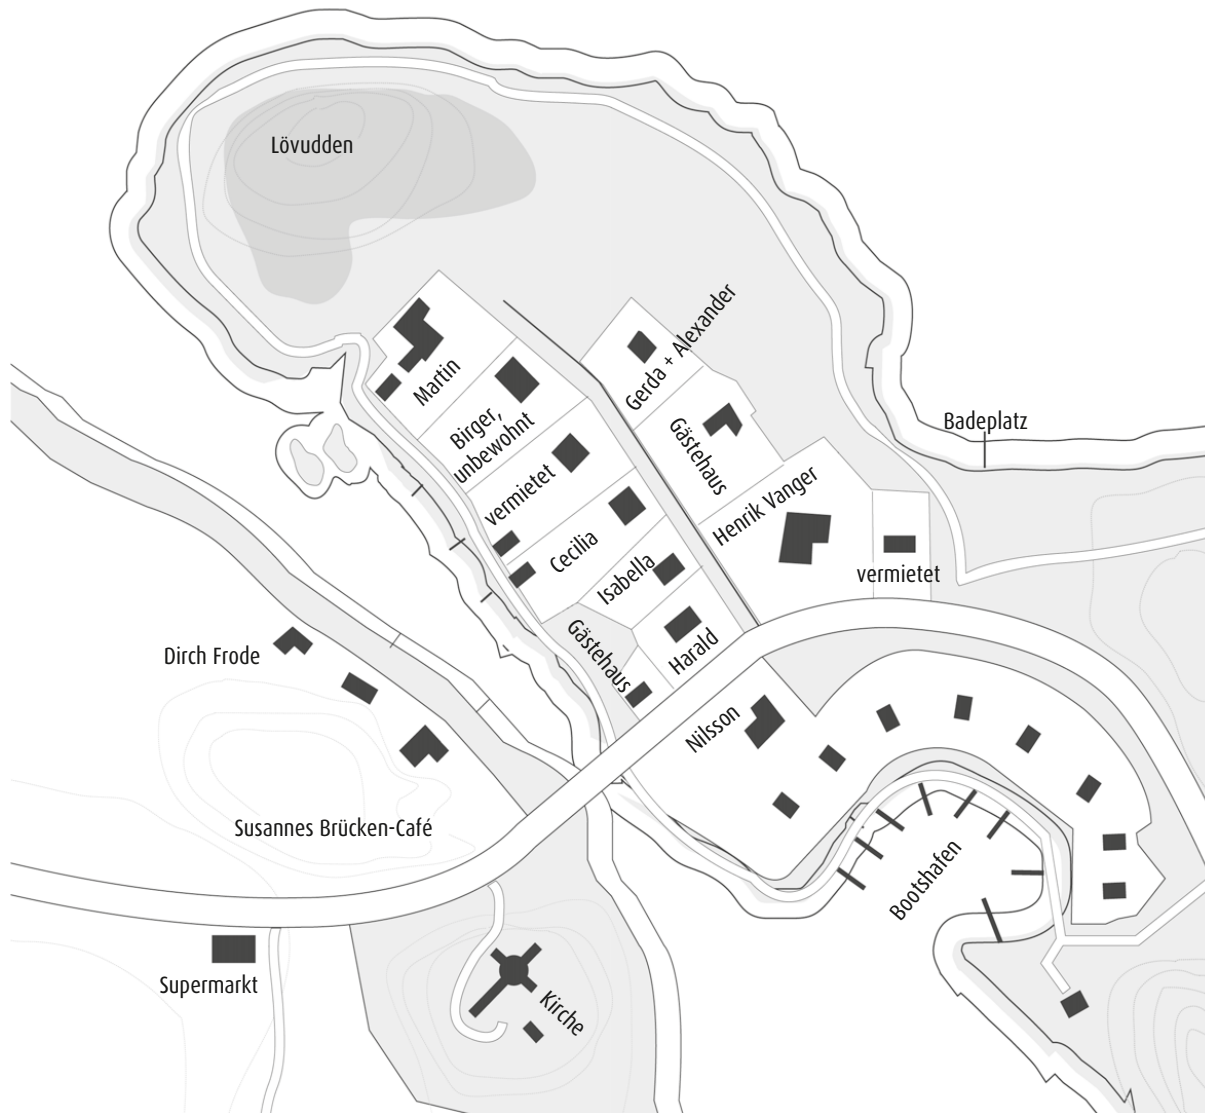 Lövudden
Martin
Birger,
unbewohnt
vermietet
Cecilia
Isabella
Harald
Gästehaus
Gerda + Alexander
Gästehaus
Henrik Vanger
vermietet
Badeplatz
Dirch Frode
Nilsson
Susannes Brücken-Café
Bootshafen
Supermarkt
Kirche